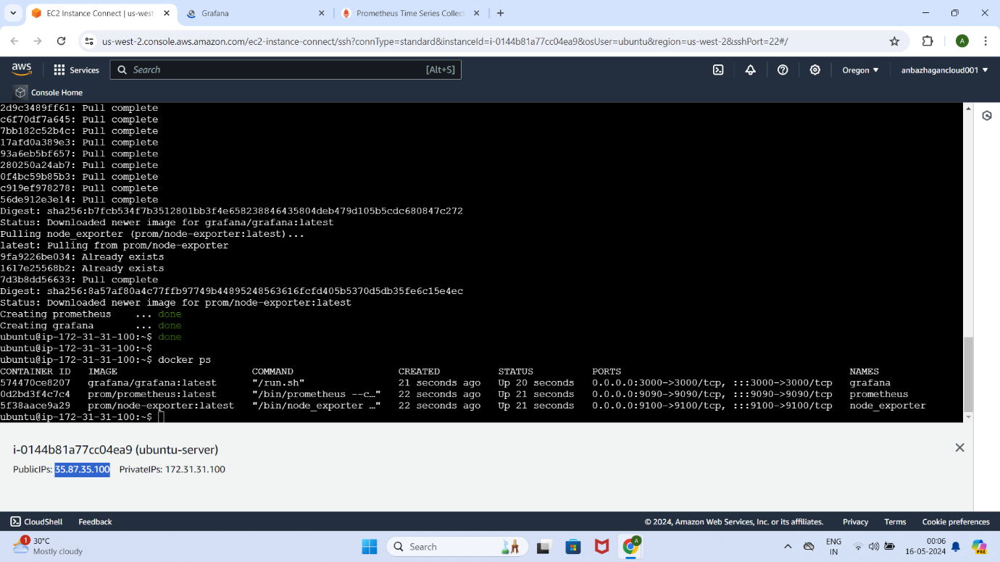 EC2 Instance Connect | us-west
Grafana
Prometheus Time Series Collect
us-west-2.console.aws.amazon.com/ec2-instance-connect/ssh?connType=standard&instanceId=i-0144b81a77cc04ea9&osUser=ubuntu&region=us-west-2&sshPort=22#/
A
aws
Services
Search
[Alt+S]
Oregon
anbazhagancloud001
Console Home
2d9c3489ff61: Pull complete
c6f70df7a645: Pull complete
7bb182c52b4c: Pull complete
17afd0a389e3: Pull complete
93a6eb5bf657: Pull complete
280250a24ab7: Pull complete
0f4bc59b85b3: Pull complete
c919ef978278: Pull complete
56de912e3e14: Pull complete
Digest: sha256:b7fcb534f7b3512801bb3f4e658238846435804deb479d105b5cdc680847c272
Status: Downloaded newer image for grafana/grafana:latest
Pulling node_exporter (prom/node-exporter:latest)...
latest: Pulling from prom/node-exporter
9fa9226be034: Already exists
1617e25568b2: Already exists
7d3b8dd56633: Pull complete
Digest: sha256:8a57af80a4c77ffb97749b44895248563616fcfd405b5370d5db35fe6c15e4ec
Status: Downloaded newer image for prom/node-exporter:latest
Creating prometheus    ... done
Creating grafana       ... done
ubuntu@ip-172-31-31-100:~$ done
ubuntu@ip-172-31-31-100:~$
ubuntu@ip-172-31-31-100:~$ docker ps
CONTAINER ID   IMAGE                       COMMAND                  CREATED          STATUS          PORTS                                       NAMES
574470ce8207   grafana/grafana:latest      "/run.sh"                21 seconds ago   Up 20 seconds   0.0.0.0:3000->3000/tcp, :::3000->3000/tcp   grafana
0d2bd3f4c7c4   prom/prometheus:latest      "/bin/prometheus --c…"   22 seconds ago   Up 21 seconds   0.0.0.0:9090->9090/tcp, :::9090->9090/tcp   prometheus
5f38aace9a29   prom/node-exporter:latest   "/bin/node_exporter …"   22 seconds ago   Up 21 seconds   0.0.0.0:9100->9100/tcp, :::9100->9100/tcp   node_exporter
ubuntu@ip-172-31-31-100:~$
i-0144b81a77cc04ea9 (ubuntu-server)
PublicIPs: 35.87.35.100 PrivateIPs: 172.31.31.100
CloudShell
Feedback
© 2024, Amazon Web Services, Inc. or its affiliates.
Privacy
Terms
Cookie preferences
1
30°C
Mostly cloudy
Search
A
ENG
IN
00:06
16-05-2024
PRE